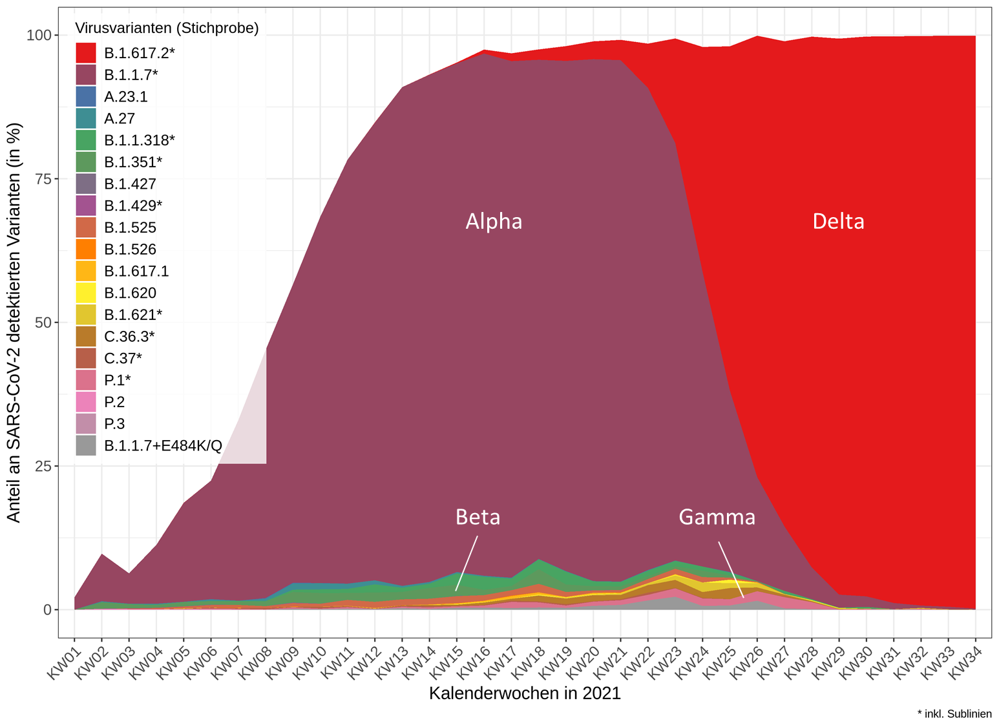 Virusvarianten (Stichprobe)
B.1.617.2*
B.1.1.7*
A.23.1
A.27
B.1.1.318*
B.1.351*
B.1.427
B.1.429*
B.1.525
B.1.526
B.1.617.1
B.1.620
B.1.621*
C.36.3*
C.37*
P.1*
P.2
P.3
B.1.1.7+E484K/Q
Anteil an SARS-CoV-2 detektierten Varianten (in %)
100
75
50
25
0
Alpha
Delta
Beta
Gamma
KW01
KW02
KW03
KW04
KW05
KW06
KW07
KW08
KW09
KW10
KW11
KW12
KW13
KW14
KW15
KW16
KW17
KW18
KW19
KW20
KW21
KW22
KW23
KW24
KW25
KW26
KW27
KW28
KW29
KW30
KW31
KW32
KW33
KW34
Kalenderwochen in 2021
* inkl. Sublinien